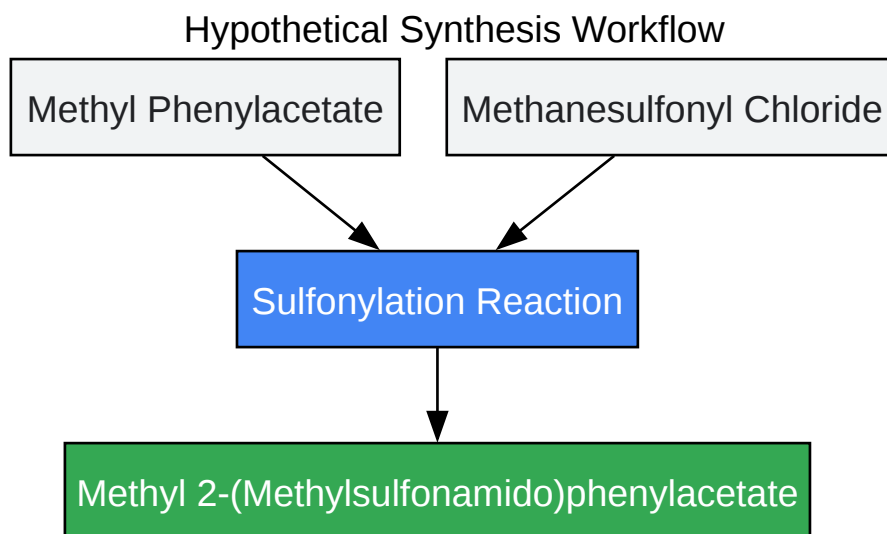 Hypothetical Synthesis Workflow
Methyl Phenylacetate
Methanesulfonyl Chloride
Sulfonylation Reaction
Methyl 2-(Methylsulfonamido)phenylacetate